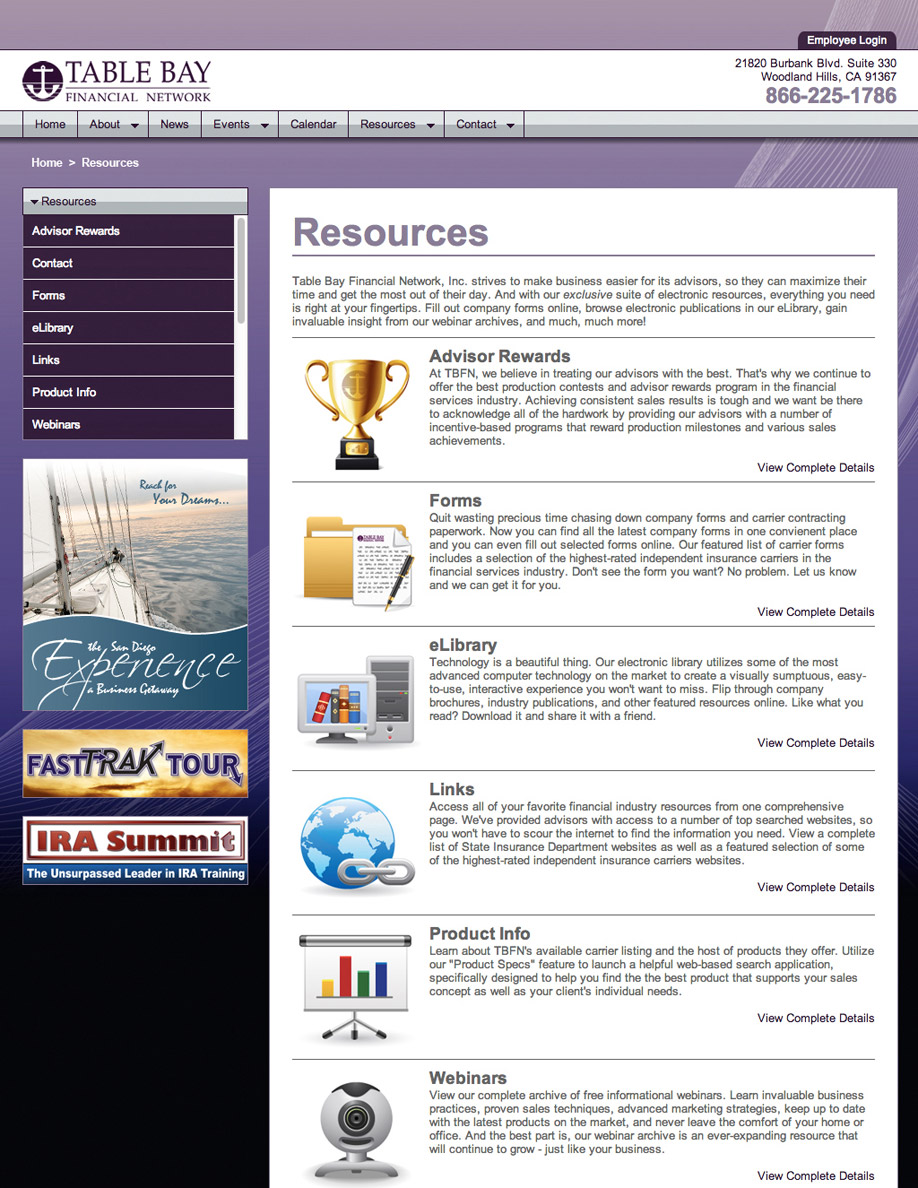 Employee Login
TABLE BAY
FINANCIAL NETWORK
21820 Burbank Blvd. Suite 330
Woodland Hills, CA 91367
866-225-1786
Home About News Events Calendar Resources Contact
Home > Resources
Resources
Advisor Rewards
Contact
Forms
eLibrary
Links
Product Info
Webinars
Reach for
Your Dreams...
the San Diego
Experience
a Business Getaway
FASTTRAK TOUR
IRA Summit
The Unsurpassed Leader in IRA Training
Resources
Table Bay Financial Network, Inc. strives to make business easier for its advisors, so they can maximize their
time and get the most out of their day. And with our exclusive suite of electronic resources, everything you need
is right at your fingertips. Fill out company forms online, browse electronic publications in our eLibrary, gain
invaluable insight from our webinar archives, and much, much more!
Advisor Rewards
At TBFN, we believe in treating our advisors with the best. That's why we continue to
offer the best production contests and advisor rewards program in the financial
services industry. Achieving consistent sales results is tough and we want be there
to acknowledge all of the hardwork by providing our advisors with a number of
incentive-based programs that reward production milestones and various sales
achievements.
View Complete Details
Forms
Quit wasting precious time chasing down company forms and carrier contracting
paperwork. Now you can find all the latest company forms in one convienent place
and you can even fill out selected forms online. Our featured list of carrier forms
includes a selection of the highest-rated independent insurance carriers in the
financial services industry. Don't see the form you want? No problem. Let us know
and we can get it for you.
TABLE BAY
View Complete Details
eLibrary
Technology is a beautiful thing. Our electronic library utilizes some of the most
advanced computer technology on the market to create a visually sumptuous, easy-
to-use, interactive experience you won't want to miss. Flip through company
brochures, industry publications, and other featured resources online. Like what you
read? Download it and share it with a friend.
View Complete Details
Links
Access all of your favorite financial industry resources from one comprehensive
page. We've provided advisors with access to a number of top searched websites, so
you won't have to scour the internet to find the information you need. View a complete
list of State Insurance Department websites as well as a featured selection of some
of the highest-rated independent insurance carriers websites.
View Complete Details
Product Info
Learn about TBFN's available carrier listing and the host of products they offer. Utilize
our "Product Specs" feature to launch a helpful web-based search application,
specifically designed to help you find the the best product that supports your sales
concept as well as your client's individual needs.
View Complete Details
Webinars
View our complete archive of free informational webinars. Learn invaluable business
practices, proven sales techniques, advanced marketing strategies, keep up to date
with the latest products on the market, and never leave the comfort of your home or
office. And the best part is, our webinar archive is an ever-expanding resource that
will continue to grow - just like your business.
View Complete Details